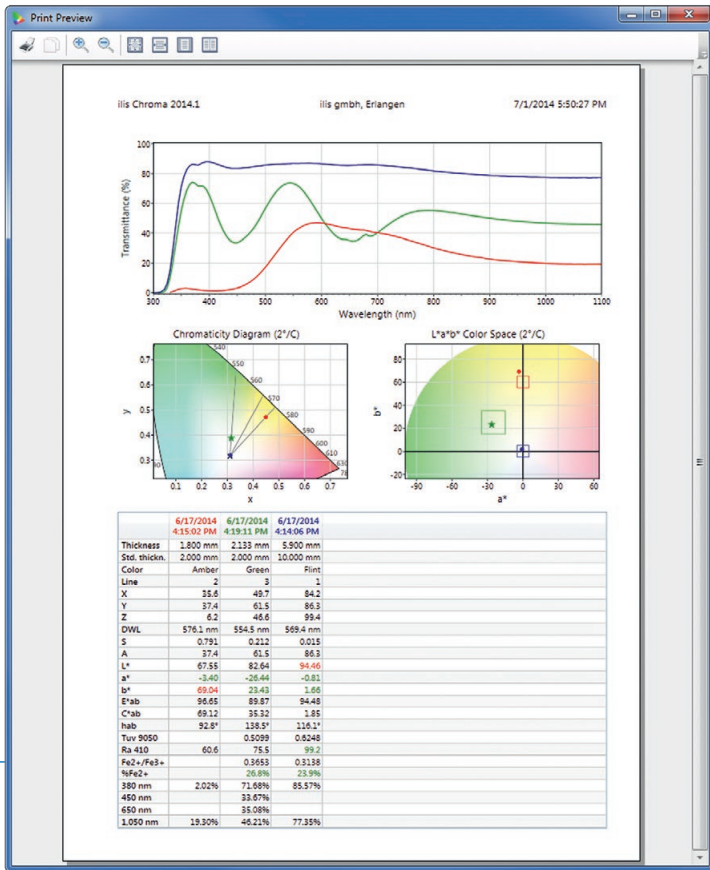 Print Preview
ilis Chroma 2014.1 ilis gmbh, Erlangen 7/1/2014 5:50:27 PM
100
80
60
40
20
0
Transmittance (%)
300 400 500 600 700 800 900 1000 1100
Wavelength (nm)
Chromaticity Diagram (2°/C) L*a*b* Color Space (2°/C)
540
550
560
570
580
590
600
610
630
0.7
0.6
0.5
0.4
0.3
y
0.1 0.2 0.3 0.4 0.5 0.6 0.7
x
80
60
40
20
0
-20
b*
-90 -60 -30 0 30 60
a*
6/17/2014 6/17/2014 6/17/2014
4:15:02 PM 4:19:11 PM 4:14:06 PM
Thickness 1.800 mm 2.133 mm 5.900 mm
Std. thickn. 2.000 mm 2.000 mm 10.000 mm
Color Amber Green Flint
Line 2 3 1
X 35.6 49.7 84.2
Y 37.4 61.5 86.3
Z 6.2 46.6 99.4
DWL 576.1 nm 554.5 nm 569.4 nm
S 0.791 0.212 0.015
A 37.4 61.5 86.3
L* 67.55 82.64 94.46
a* -3.40 -26.44 -0.81
b* 69.04 23.43 1.66
E*ab 96.65 89.87 94.48
C*ab 69.12 35.32 1.85
hab 92.8° 138.5° 116.1°
Tuv 9050 0.5099 0.6248
Ra 410 60.6 75.5 99.2
Fe2+/Fe3+ 0.3653 0.3138
%Fe2+ 26.8% 23.9%
380 nm 2.02% 71.68% 85.57%
450 nm 33.67%
650 nm 35.08%
1,050 nm 19.30% 46.21% 77.35%